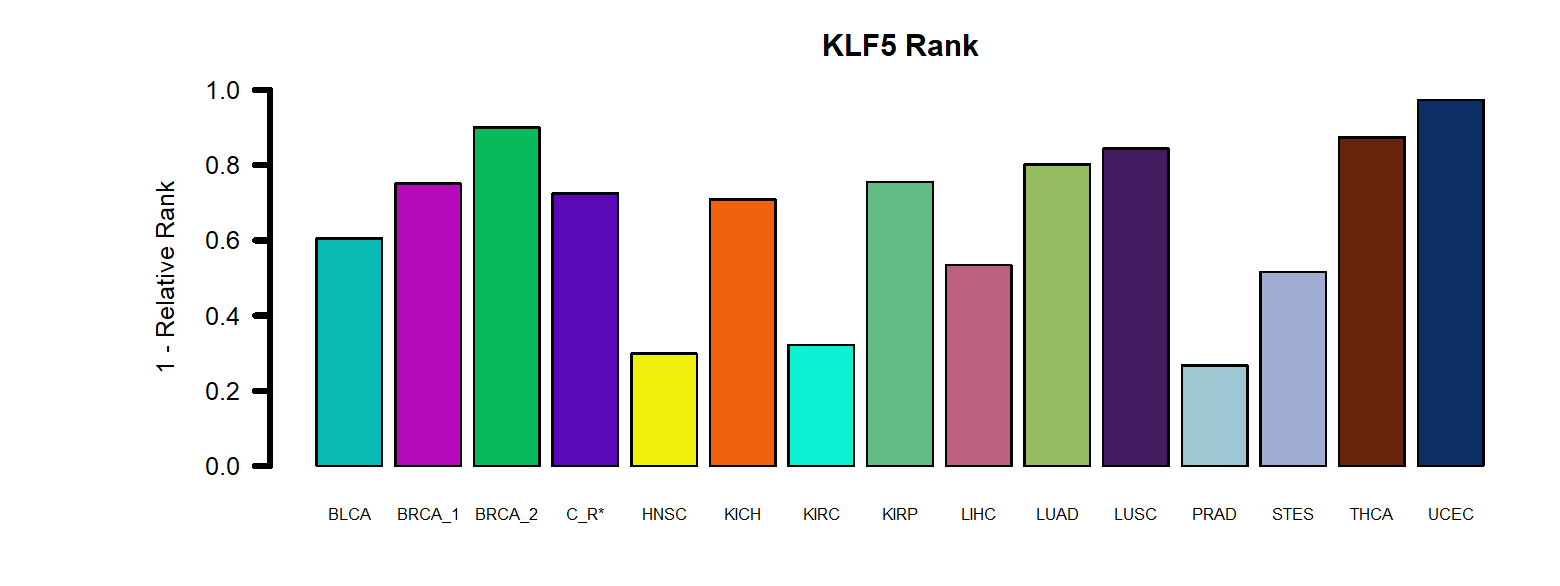 KLF5 Rank
1.0
0.8
0.6
0.4
0.2
0.0
1 - Relative Rank
BLCA BRCA_1 BRCA_2 C_R* HNSC KICH KIRC KIRP LIHC LUAD LUSC PRAD STES THCA UCEC